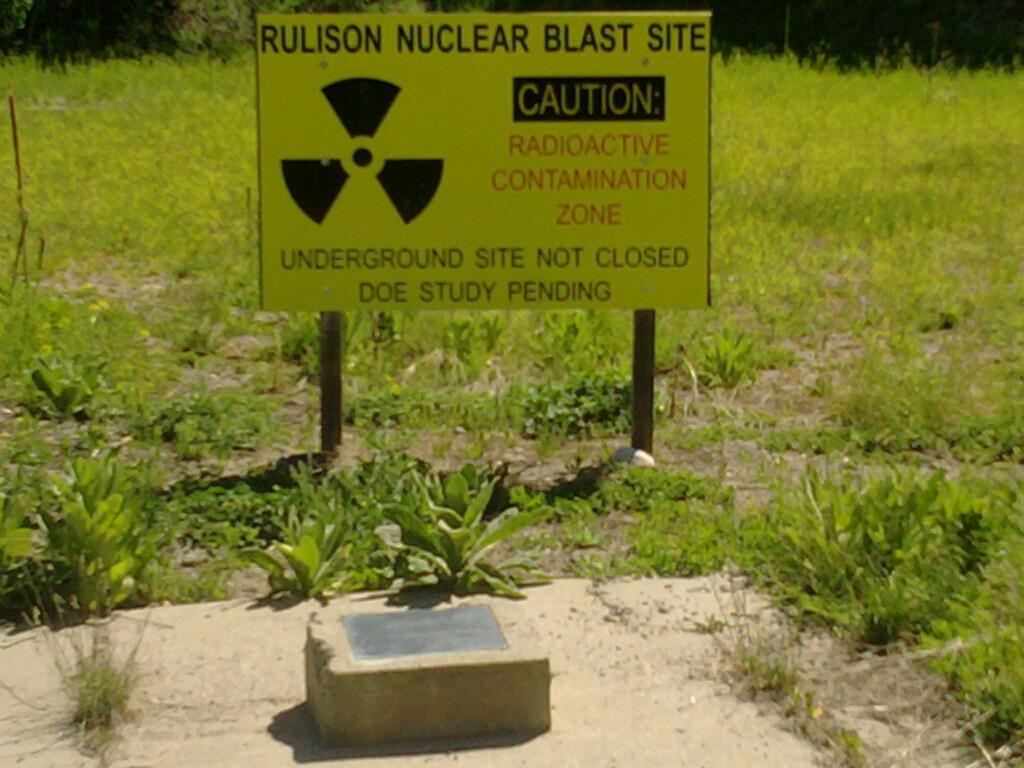 RULISON NUCLEAR BLAST SITE
CAUTION:
RADIOACTIVE
CONTAMINATION
ZONE
UNDERGROUND SITE NOT CLOSED
DOE STUDY PENDING